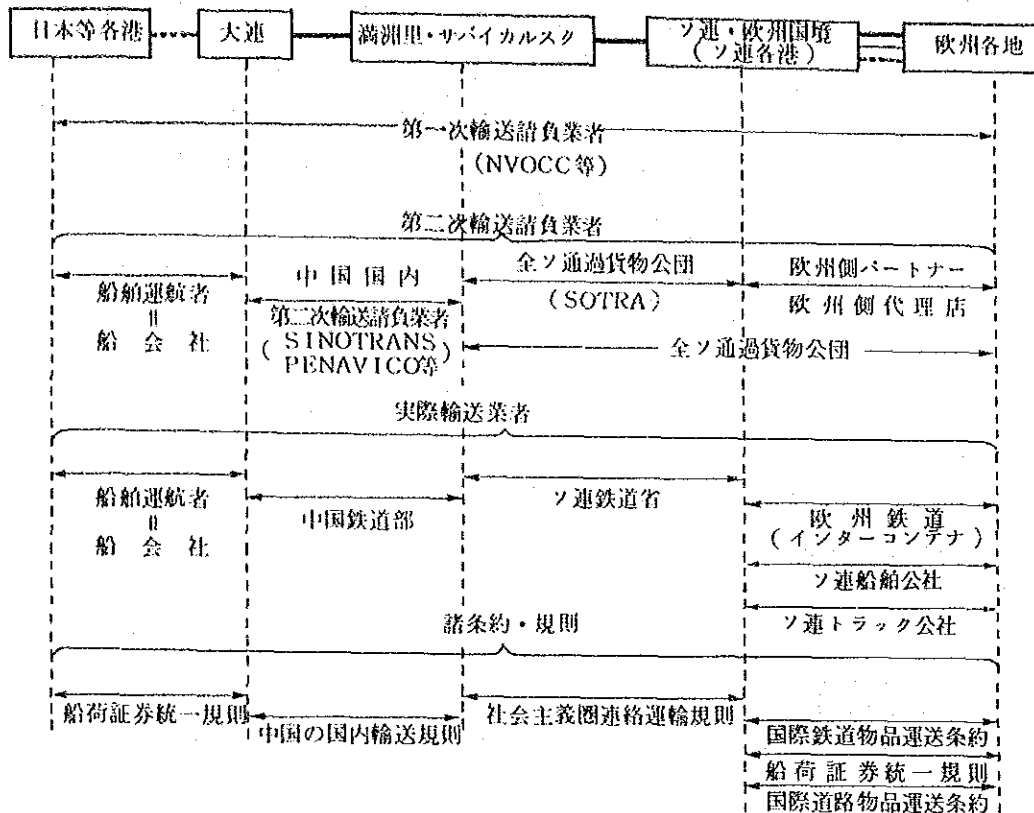 日本等各港
大連
満洲里・サバイカルスク
ソ連・欧州国境
(ソ連各港)
欧州各地
第一次輸送請負業者
(NVOCC等)
第二次輸送請負業者
船舶運航者
=
船会社
中国国内
第二次輸送請負業者
(SINOTRANS
PENAVICO等)
全ソ通過貨物公団
(SOTRA)
欧州側パートナー
欧州側代理店
全ソ通過貨物公団
実際輸送業者
船舶運航者
=
船会社
中国鉄道部
ソ連鉄道省
欧州鉄道
(インターコンテナ)
ソ連船舶公社
ソ連トラック公社
諸条約・規則
船荷証券統一規則
中国の国内輸送規則
社会主義圏連絡運輸規則
国際鉄道物品運送条約
船荷証券統一規則
国際道路物品運送条約